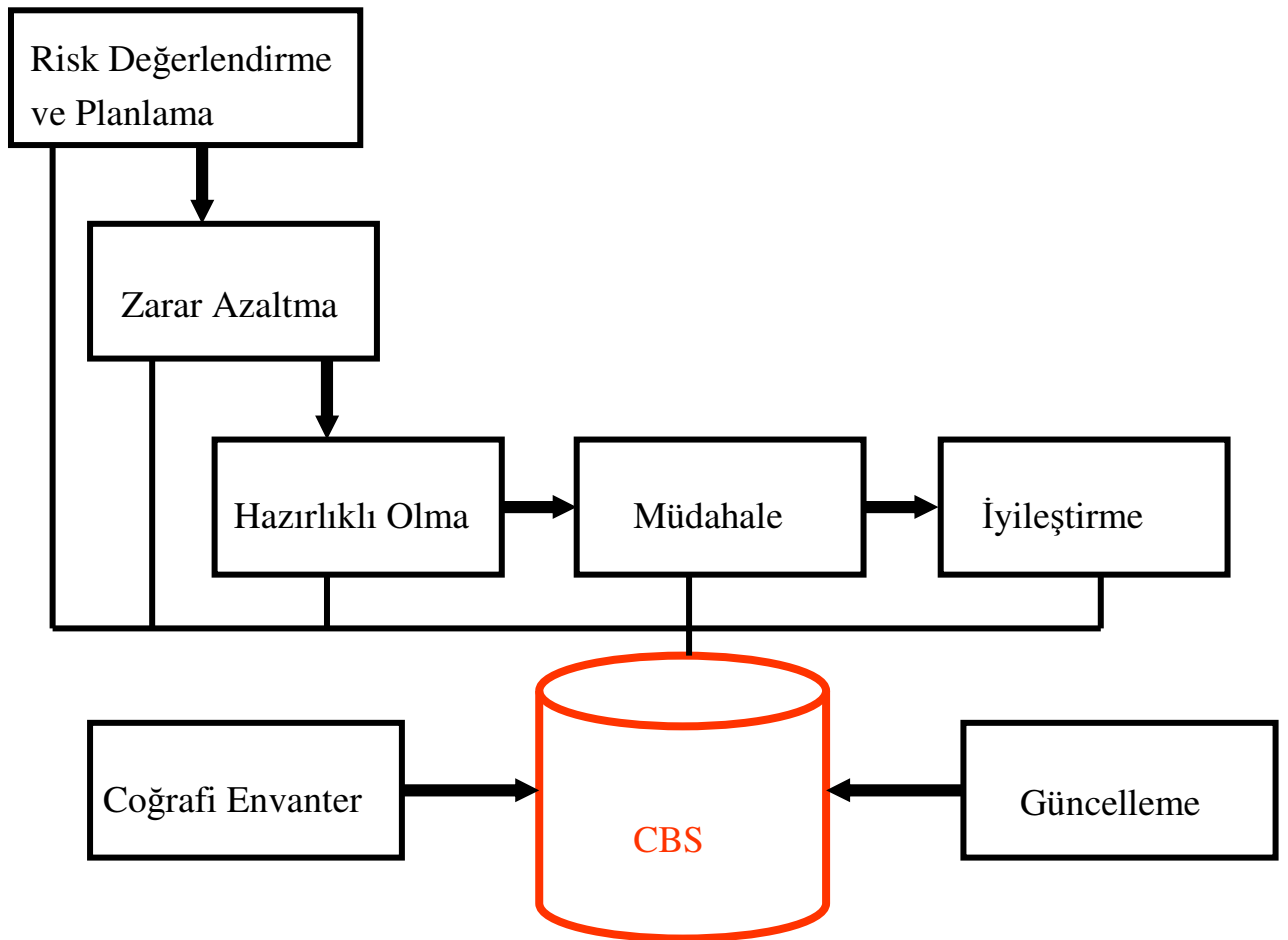 Risk Değerlendirme
ve Planlama
Zarar Azaltma
Hazırlıklı Olma
Müdahale
İyileştirme
Coğrafi Envanter
CBS
Güncelleme